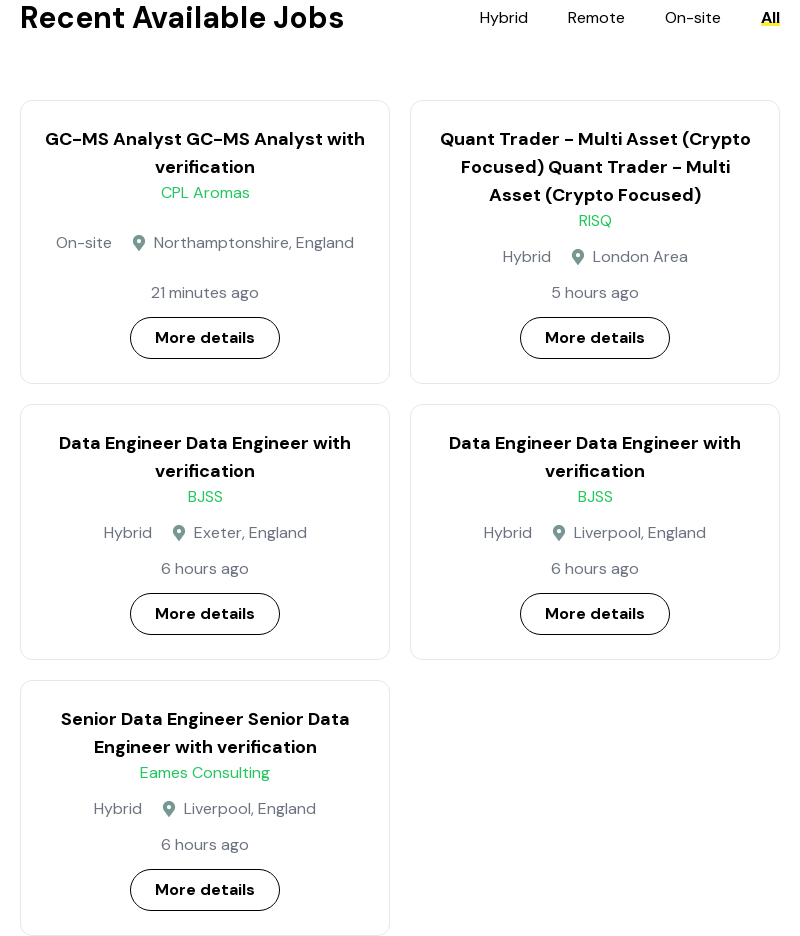 Recent Available Jobs
Hybrid Remote On-site All
GC-MS Analyst GC-MS Analyst with
verification
CPL Aromas
On-site Northamptonshire, England
21 minutes ago
More details
Quant Trader – Multi Asset (Crypto
Focused) Quant Trader – Multi
Asset (Crypto Focused)
RISQ
Hybrid London Area
5 hours ago
More details
Data Engineer Data Engineer with
verification
BJSS
Hybrid Exeter, England
6 hours ago
More details
Data Engineer Data Engineer with
verification
BJSS
Hybrid Liverpool, England
6 hours ago
More details
Senior Data Engineer Senior Data
Engineer with verification
Eames Consulting
Hybrid Liverpool, England
6 hours ago
More details